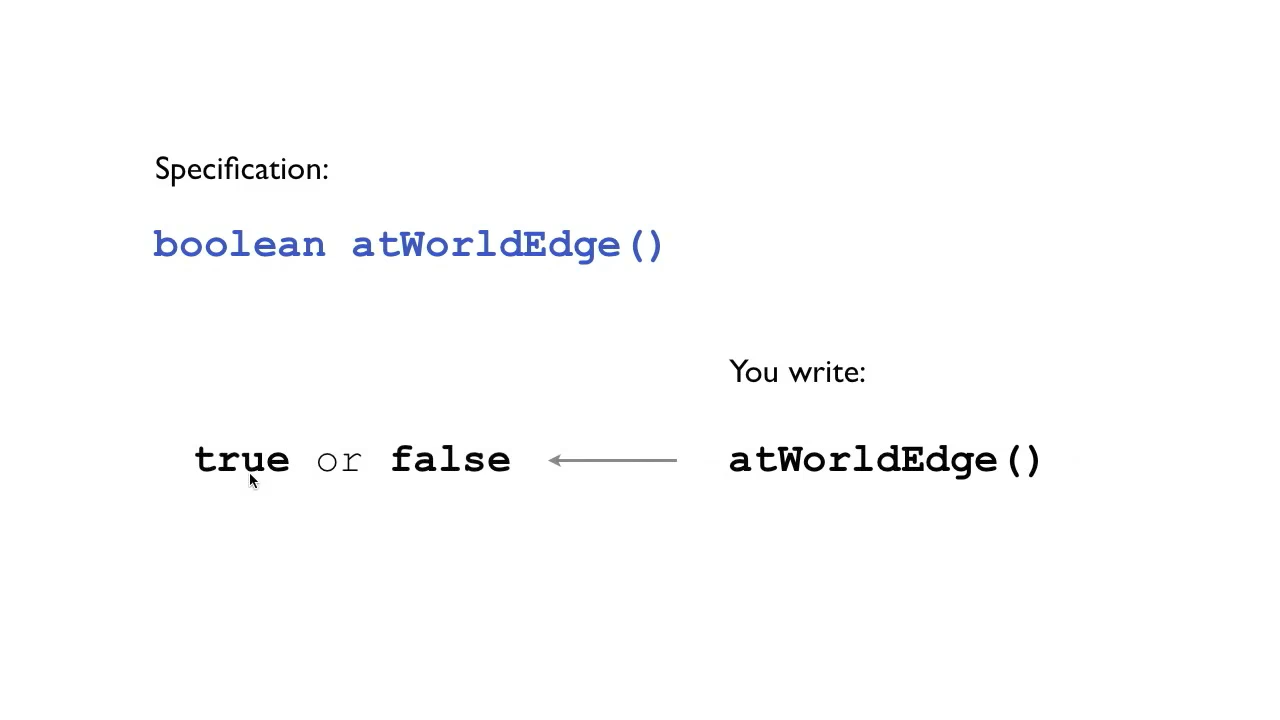 Specification:
boolean atWorldEdge()
You write:
true or false
atWorldEdge()